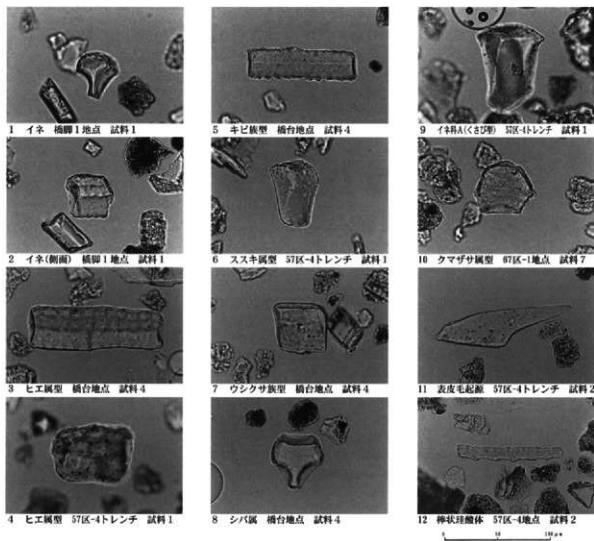 1 イネ 橋脚1地点 試料1
2 イネ(側面) 橋脚1地点 試料1
3 ヒエ属型 橋台地点 試料4
4 ヒエ属型 57区-4トレンチ 試料1
5 キビ族型 橋台地点 試料4
6 ススキ属型 57区-4トレンチ 試料1
7 ウシクサ族型 橋台地点 試料4
8 シバ属 橋台地点 試料4
9 イネ科A(くさび型) 57区-4トレンチ 試料1
10 クマザサ属型 67区-1地点 試料7
11 表皮毛起源 57区-4トレンチ 試料2
12 棒状珪酸体 57区-4地点 試料2
0 50 100μm